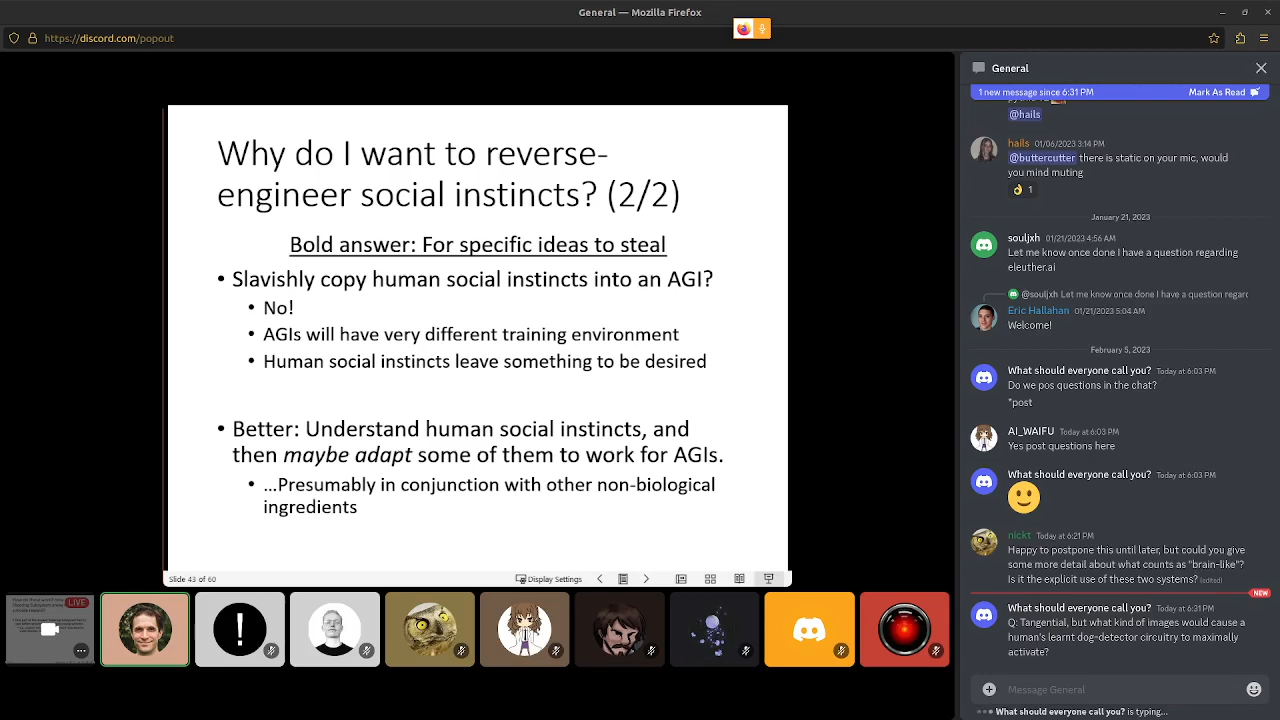 General — Mozilla Firefox
https://discord.com/popout
Why do I want to reverse-
engineer social instincts? (2/2)
Bold answer: For specific ideas to steal
• Slavishly copy human social instincts into an AGI?
• No!
• AGIs will have very different training environment
• Human social instincts leave something to be desired
• Better: Understand human social instincts, and
then maybe adapt some of them to work for AGIs.
• ...Presumably in conjunction with other non-biological
ingredients
Slide 43 of 60
Display Settings
LIVE
General
1 new message since 6:31 PM
Mark As Read
@hails
hails 01/06/2023 3:14 PM
@buttercutter there is static on your mic, would
you mind muting
1
January 21, 2023
souljxh 01/21/2023 4:56 AM
Let me know once done I have a question regarding
eleuther.ai
@souljxh Let me know once done I have a question regarc
Eric Hallahan 01/21/2023 5:04 AM
Welcome!
February 5, 2023
What should everyone call you? Today at 6:03 PM
Do we pos questions in the chat?
*post
AI_WAIFU Today at 6:03 PM
Yes post questions here
What should everyone call you? Today at 6:03 PM
nickt Today at 6:21 PM
Happy to postpone this until later, but could you give
some more detail about what constitutes "brain-like"?
Is it the explicit use of these two systems? (edited)
NEW
What should everyone call you? Today at 6:31 PM
Q: Tangential, but what kind of images would cause a
human's learnt dog-detector circuitry to maximally
activate?
Message General
What should everyone call you? is typing...